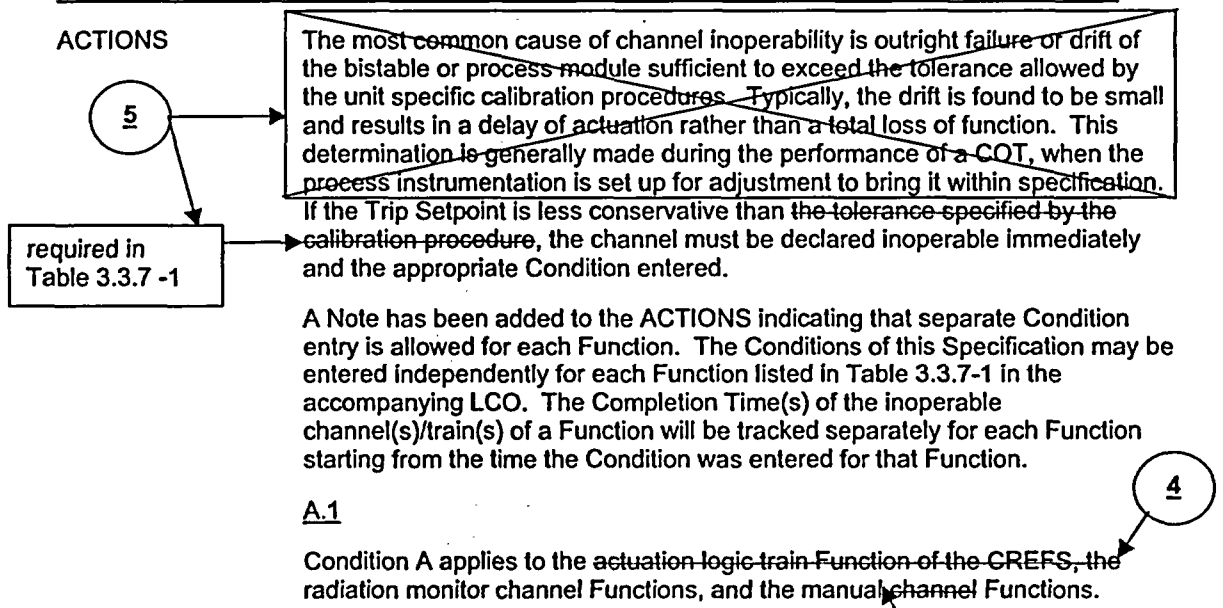 ACTIONS
The most common cause of channel inoperability is outright failure or drift of
the bistable or process module sufficient to exceed the tolerance allowed by
the unit specific calibration procedures. Typically, the drift is found to be small
and results in a delay of actuation rather than a total loss of function. This
determination is generally made during the performance of a COT, when the
process instrumentation is set up for adjustment to bring it within specification.
5
If the Trip Setpoint is less conservative than the tolerance specified by the
calibration procedure, the channel must be declared inoperable immediately
and the appropriate Condition entered.
required in
Table 3.3.7 -1
A Note has been added to the ACTIONS indicating that separate Condition
entry is allowed for each Function. The Conditions of this Specification may be
entered independently for each Function listed in Table 3.3.7-1 in the
accompanying LCO. The Completion Time(s) of the inoperable
channel(s)/train(s) of a Function will be tracked separately for each Function
starting from the time the Condition was entered for that Function.
4
A.1
Condition A applies to the actuation logic train Function of the CREFS, the
radiation monitor channel Functions, and the manual channel Functions.